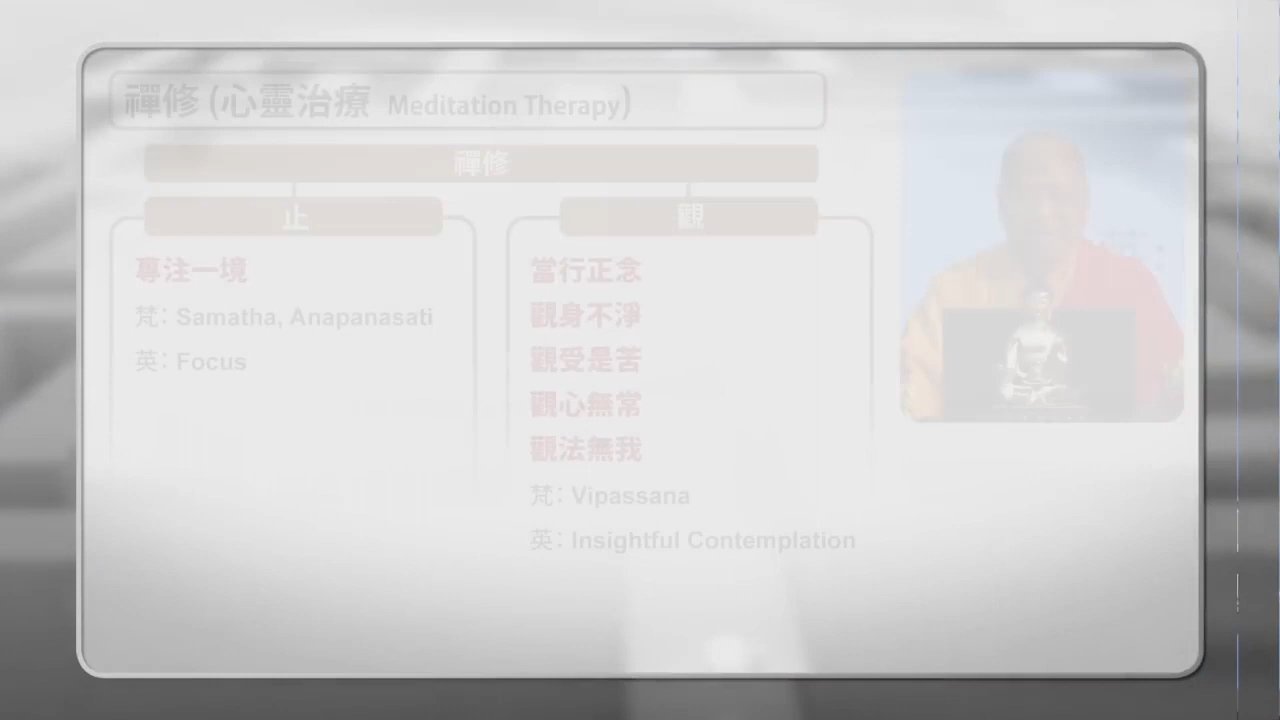 禪修 (心靈治療 Meditation Therapy)
禪修
止
專注一境
梵: Samatha, Anapanasati
英: Focus
觀
當行正念
觀身不淨
觀受是苦
觀心無常
觀法無我
梵: Vipassana
英: Insightful Contemplation